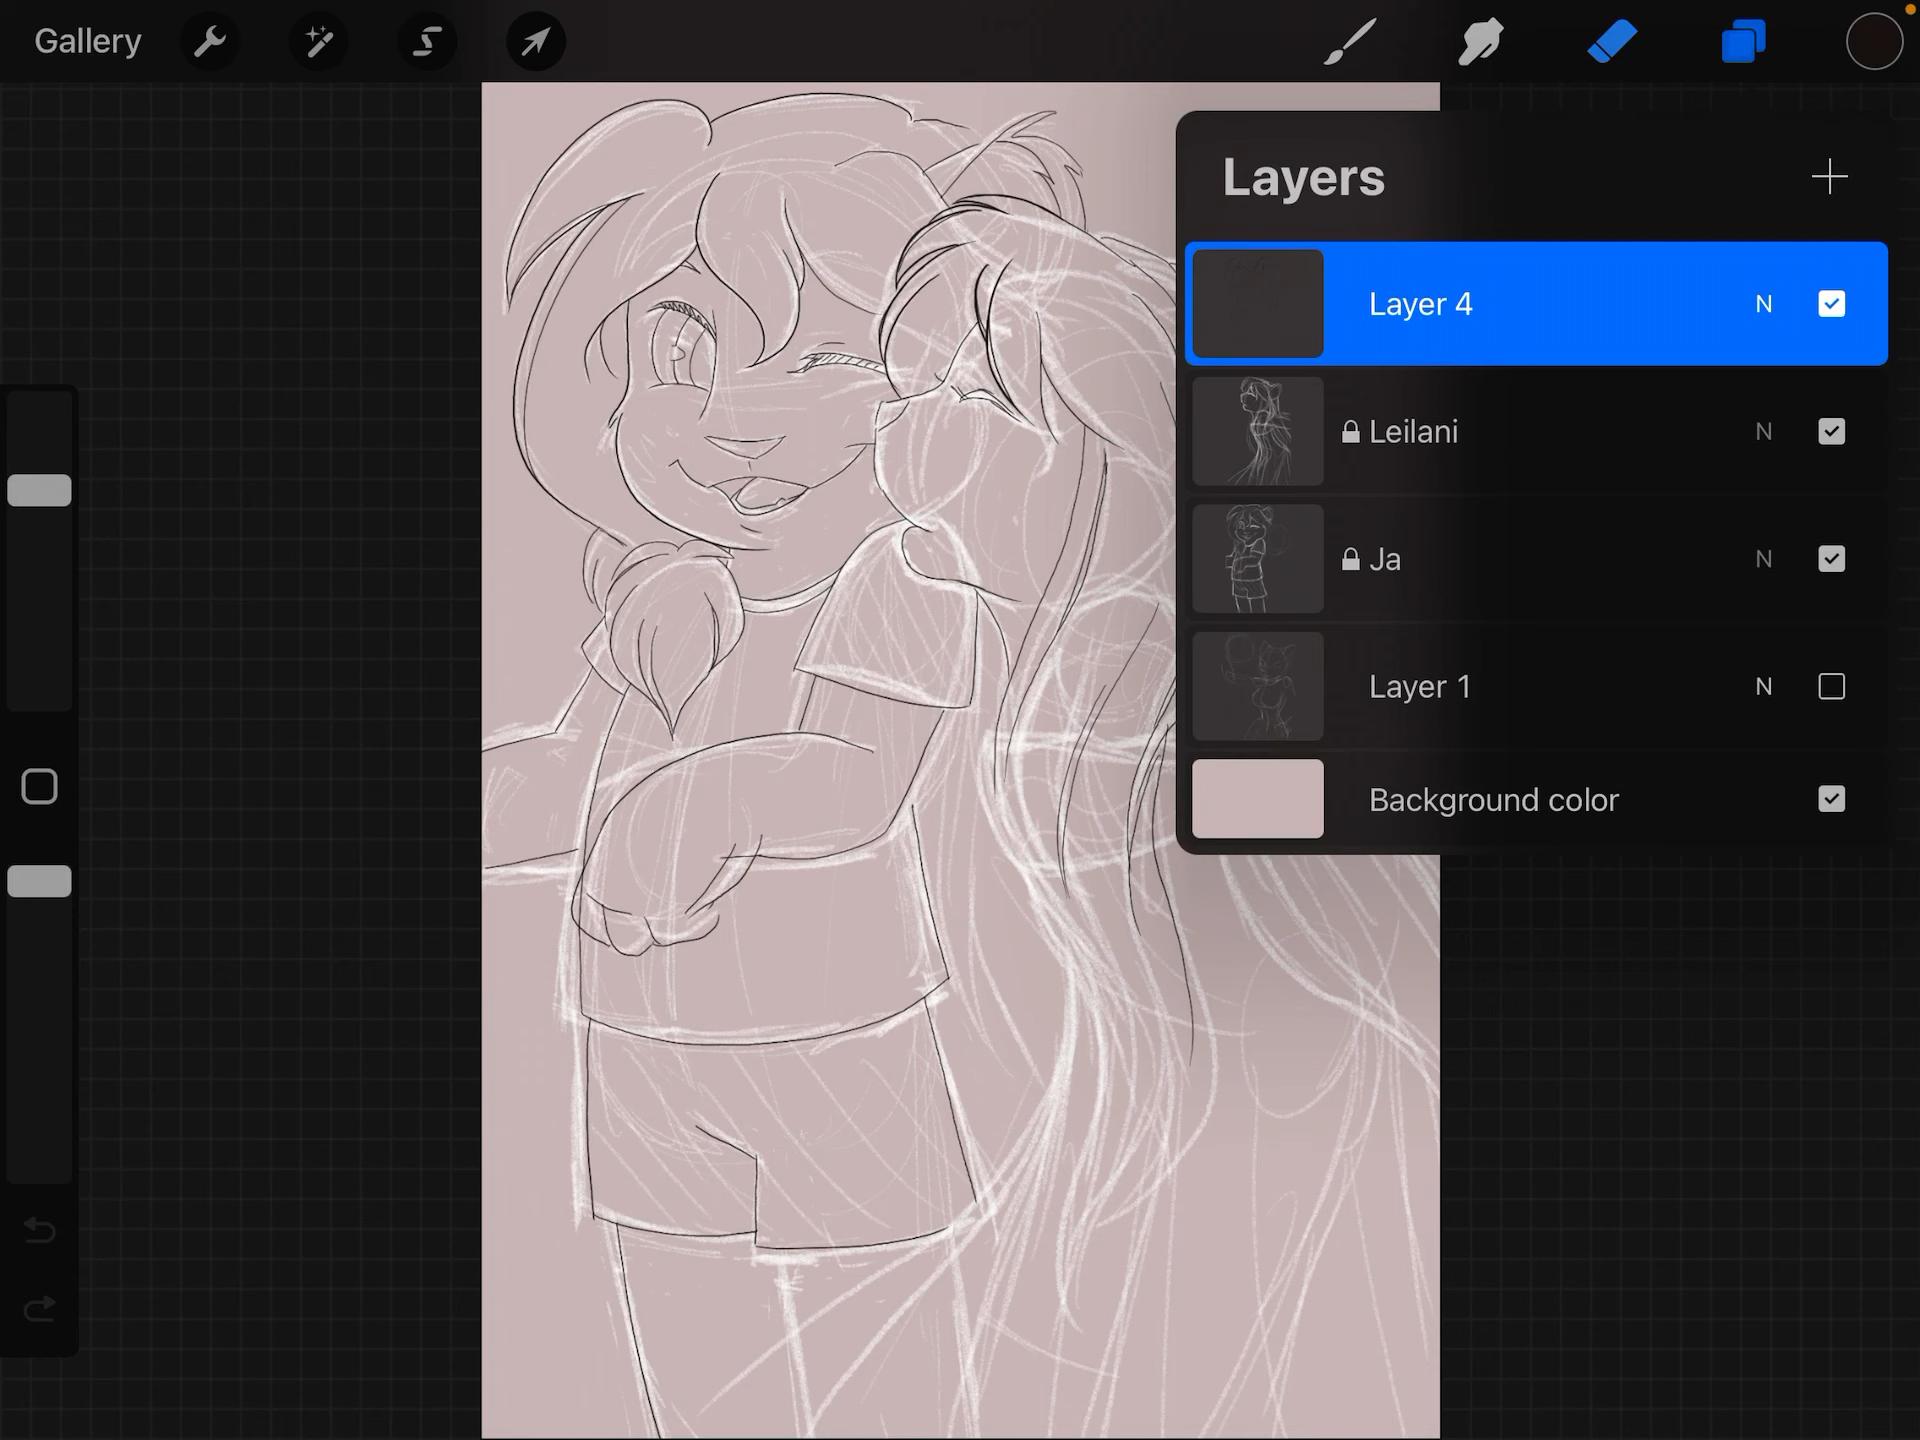 Gallery
Layers
Layer 4 N
Leilani N
Ja N
Layer 1 N
Background color